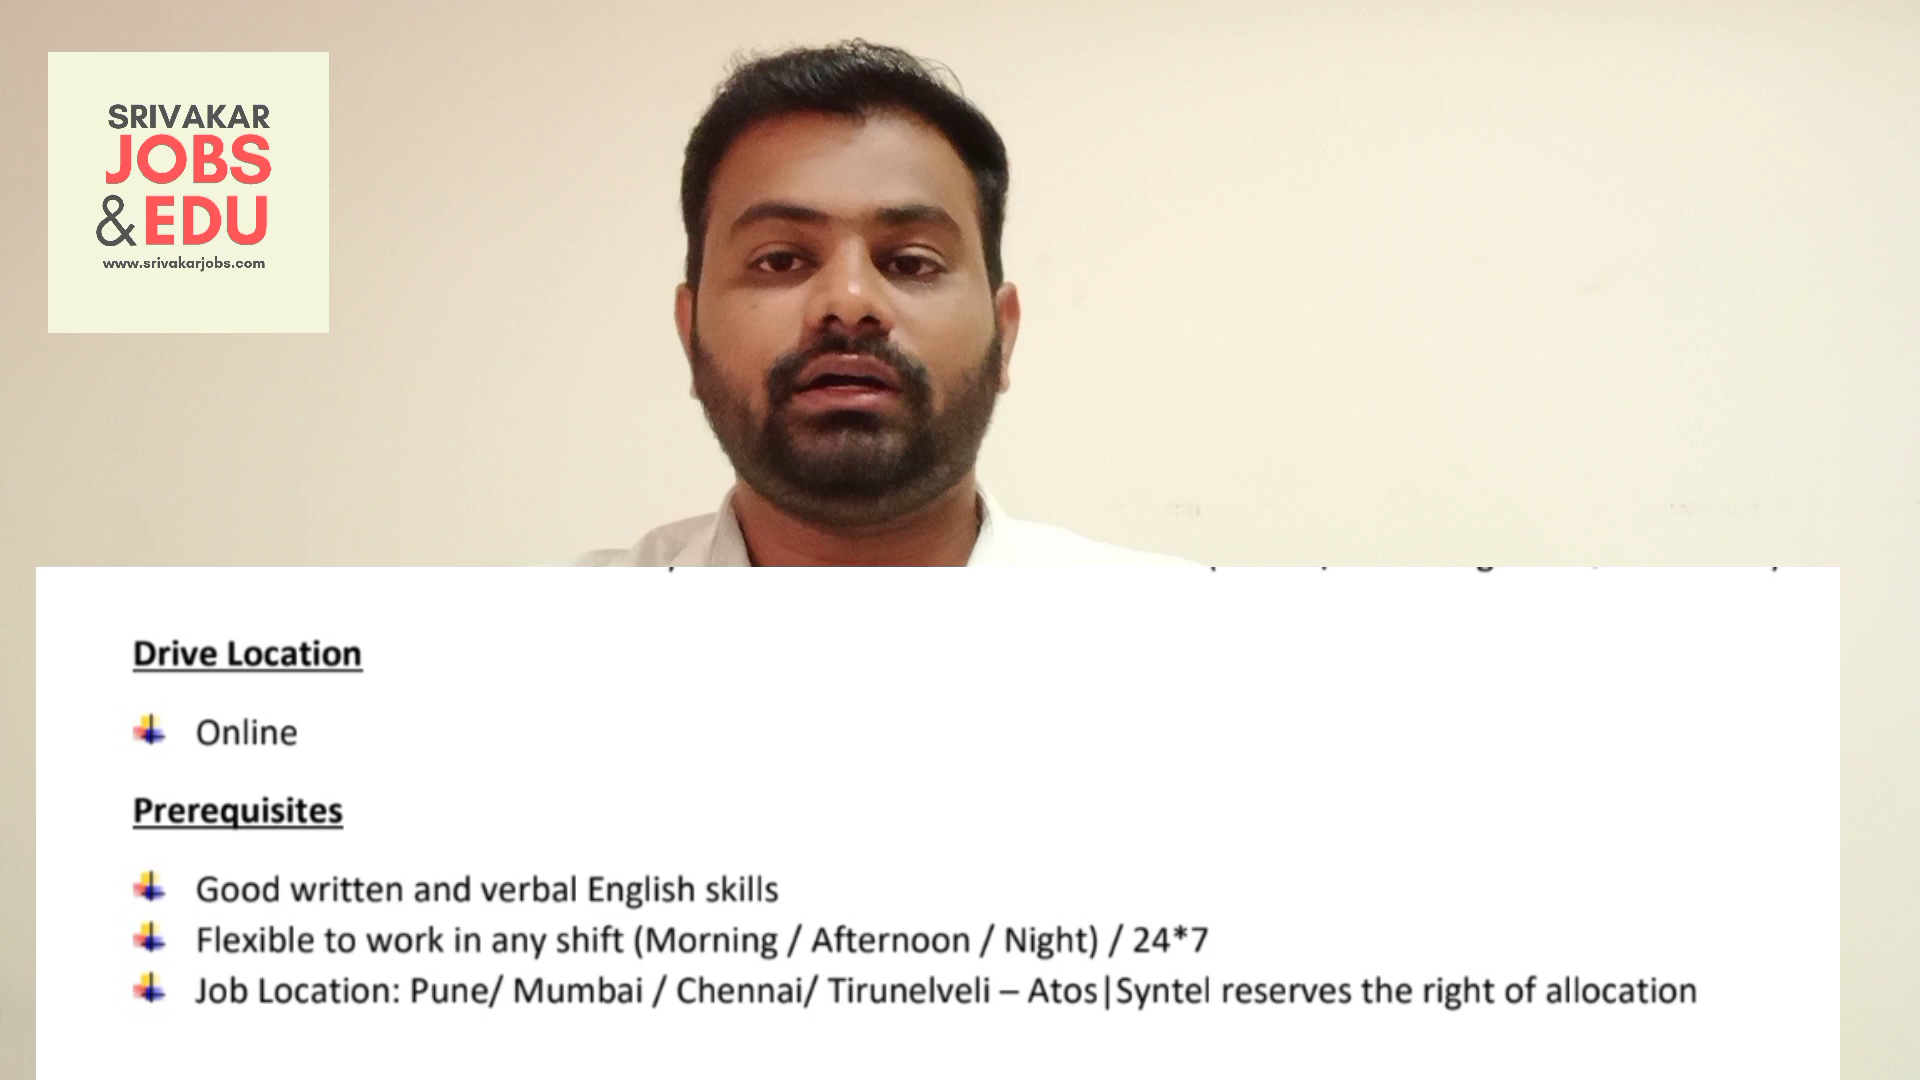 SRIVAKAR
JOBS
& EDU
www.srivakarjobs.com
Drive Location
Online
Prerequisites
Good written and verbal English skills
Flexible to work in any shift (Morning / Afternoon / Night) / 24*7
Job Location: Pune/ Mumbai / Chennai/ Tirunelveli – Atos|Syntel reserves the right of allocation